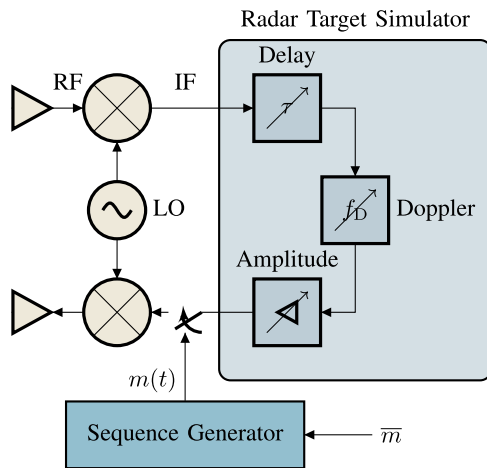 Radar Target Simulator
Delay
RF
IF
τ
LO
f_D
Doppler
Amplitude
m(t)
Sequence Generator
m̅